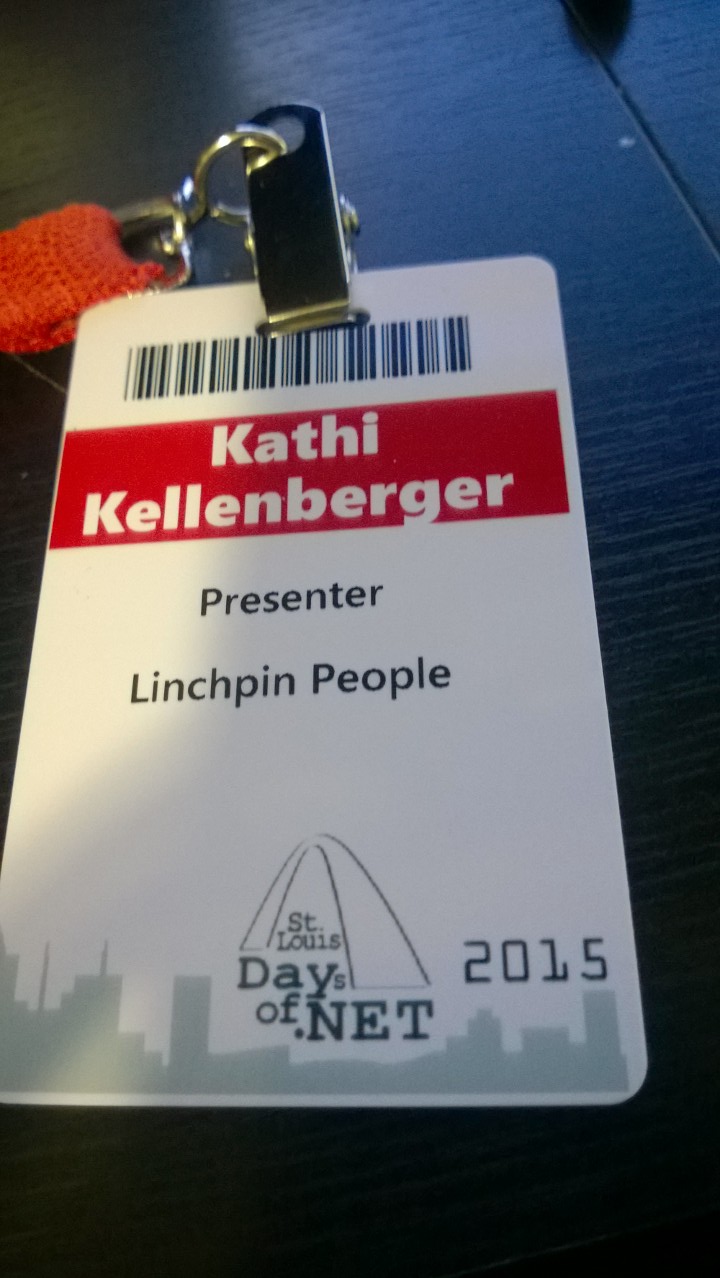 Kathi
Kellenberger
Presenter
Linchpin People
St.
Louis
Days
of .NET
2015